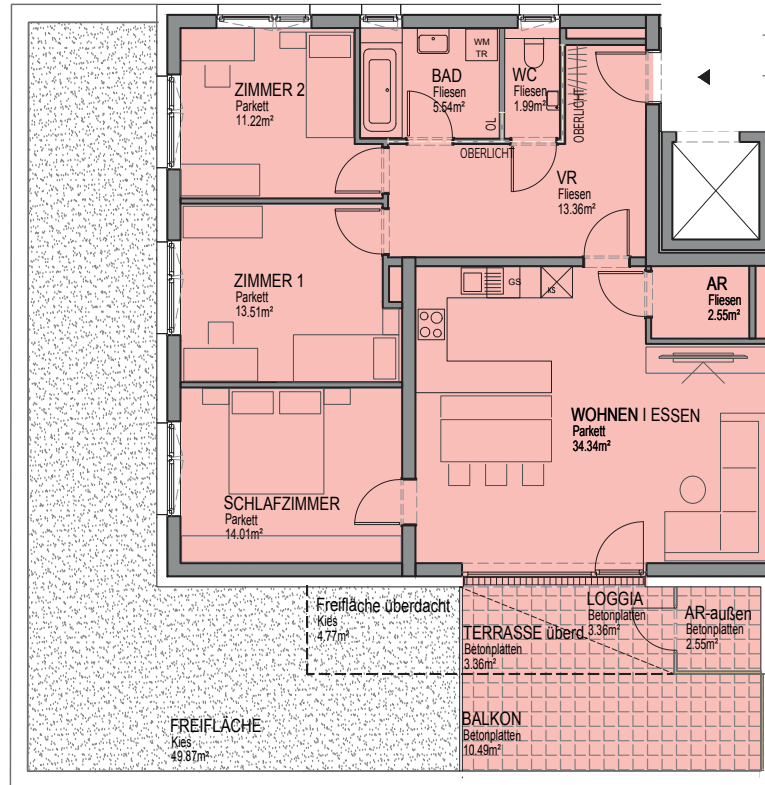 ZIMMER 2
Parkett
11.22m²
BAD
Fliesen
5.54m²
WM
TR
WC
Fliesen
1.99m²
OL
OBERLICHT
OBERLICHT
VR
Fliesen
13.36m²
ZIMMER 1
Parkett
13.51m²
GS
KS
AR
Fliesen
2.55m²
WOHNEN I ESSEN
Parkett
34.34m²
SCHLAFZIMMER
Parkett
14.01m²
Freifläche überdacht
Kies
4.77m²
LOGGIA
Betonplatten
3.36m²
AR-außen
Betonplatten
2.55m²
TERRASSE überd.
Betonplatten
3.36m²
FREIFLÄCHE
Kies
49.87m²
BALKON
Betonplatten
10.49m²